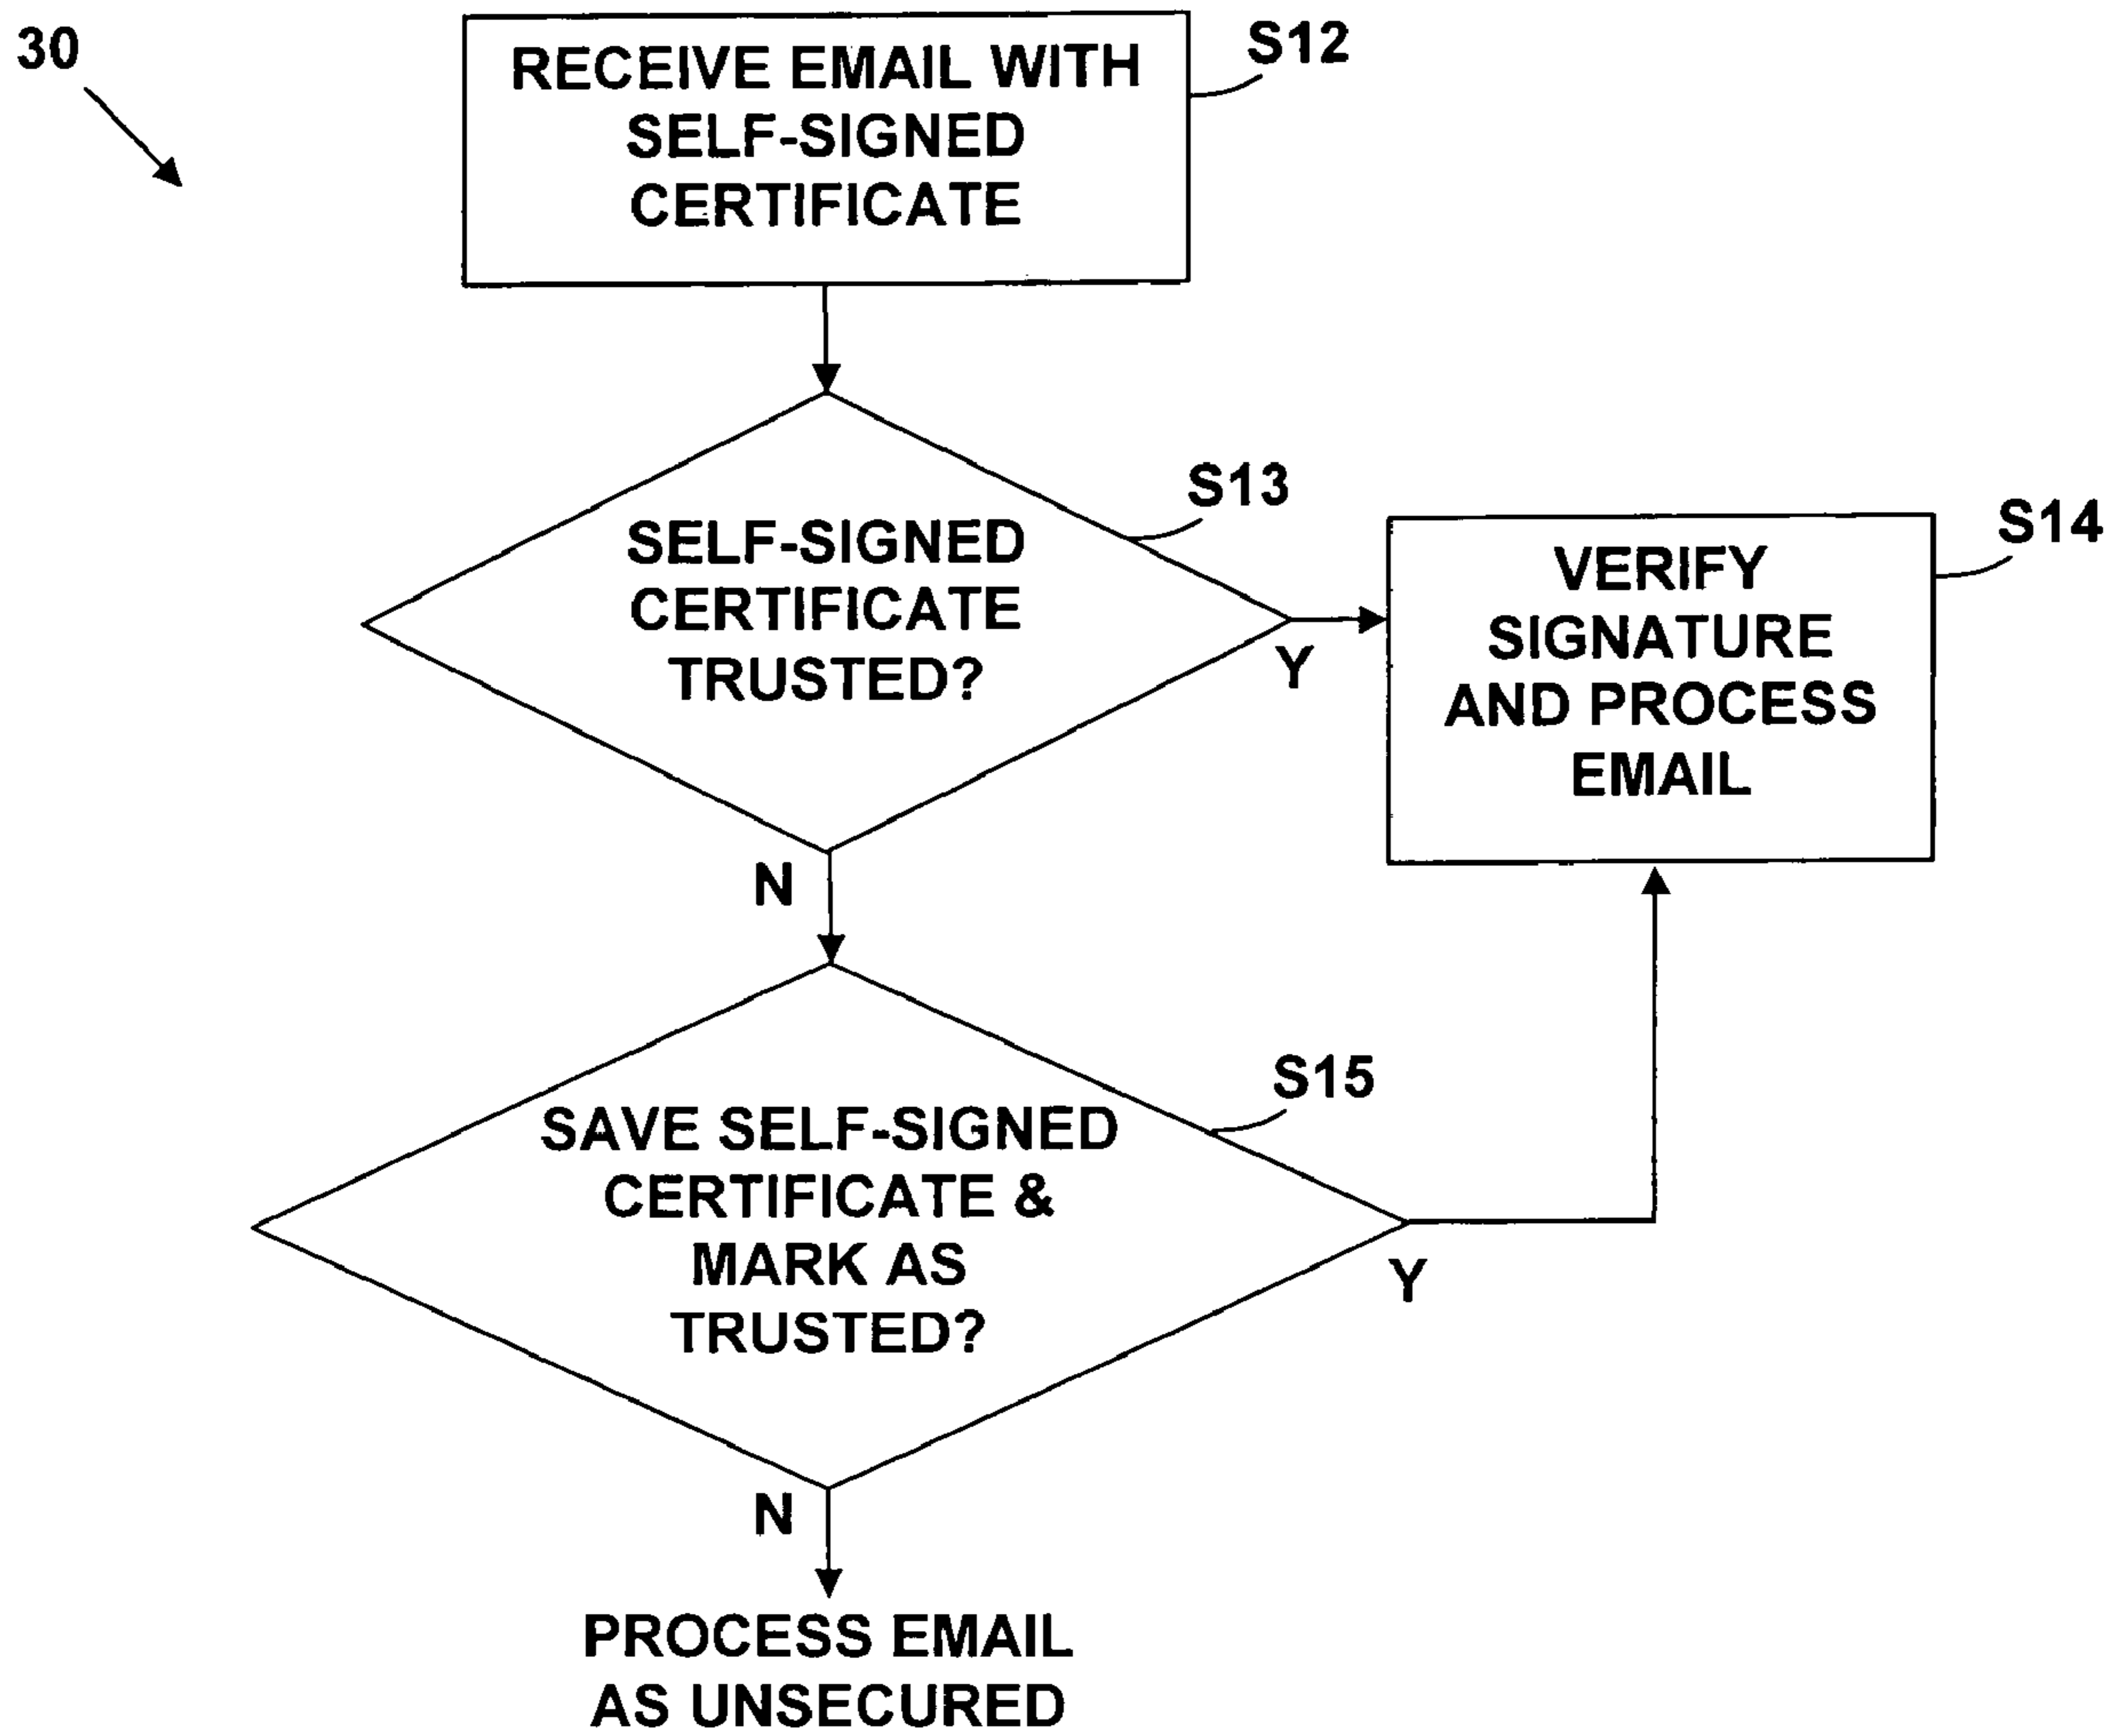 30
RECEIVE EMAIL WITH
SELF-SIGNED
CERTIFICATE
S12
SELF-SIGNED
CERTIFICATE
TRUSTED?
S13
Y
N
VERIFY
SIGNATURE
AND PROCESS
EMAIL
S14
SAVE SELF-SIGNED
CERTIFICATE &
MARK AS
TRUSTED?
S15
Y
N
PROCESS EMAIL
AS UNSECURED